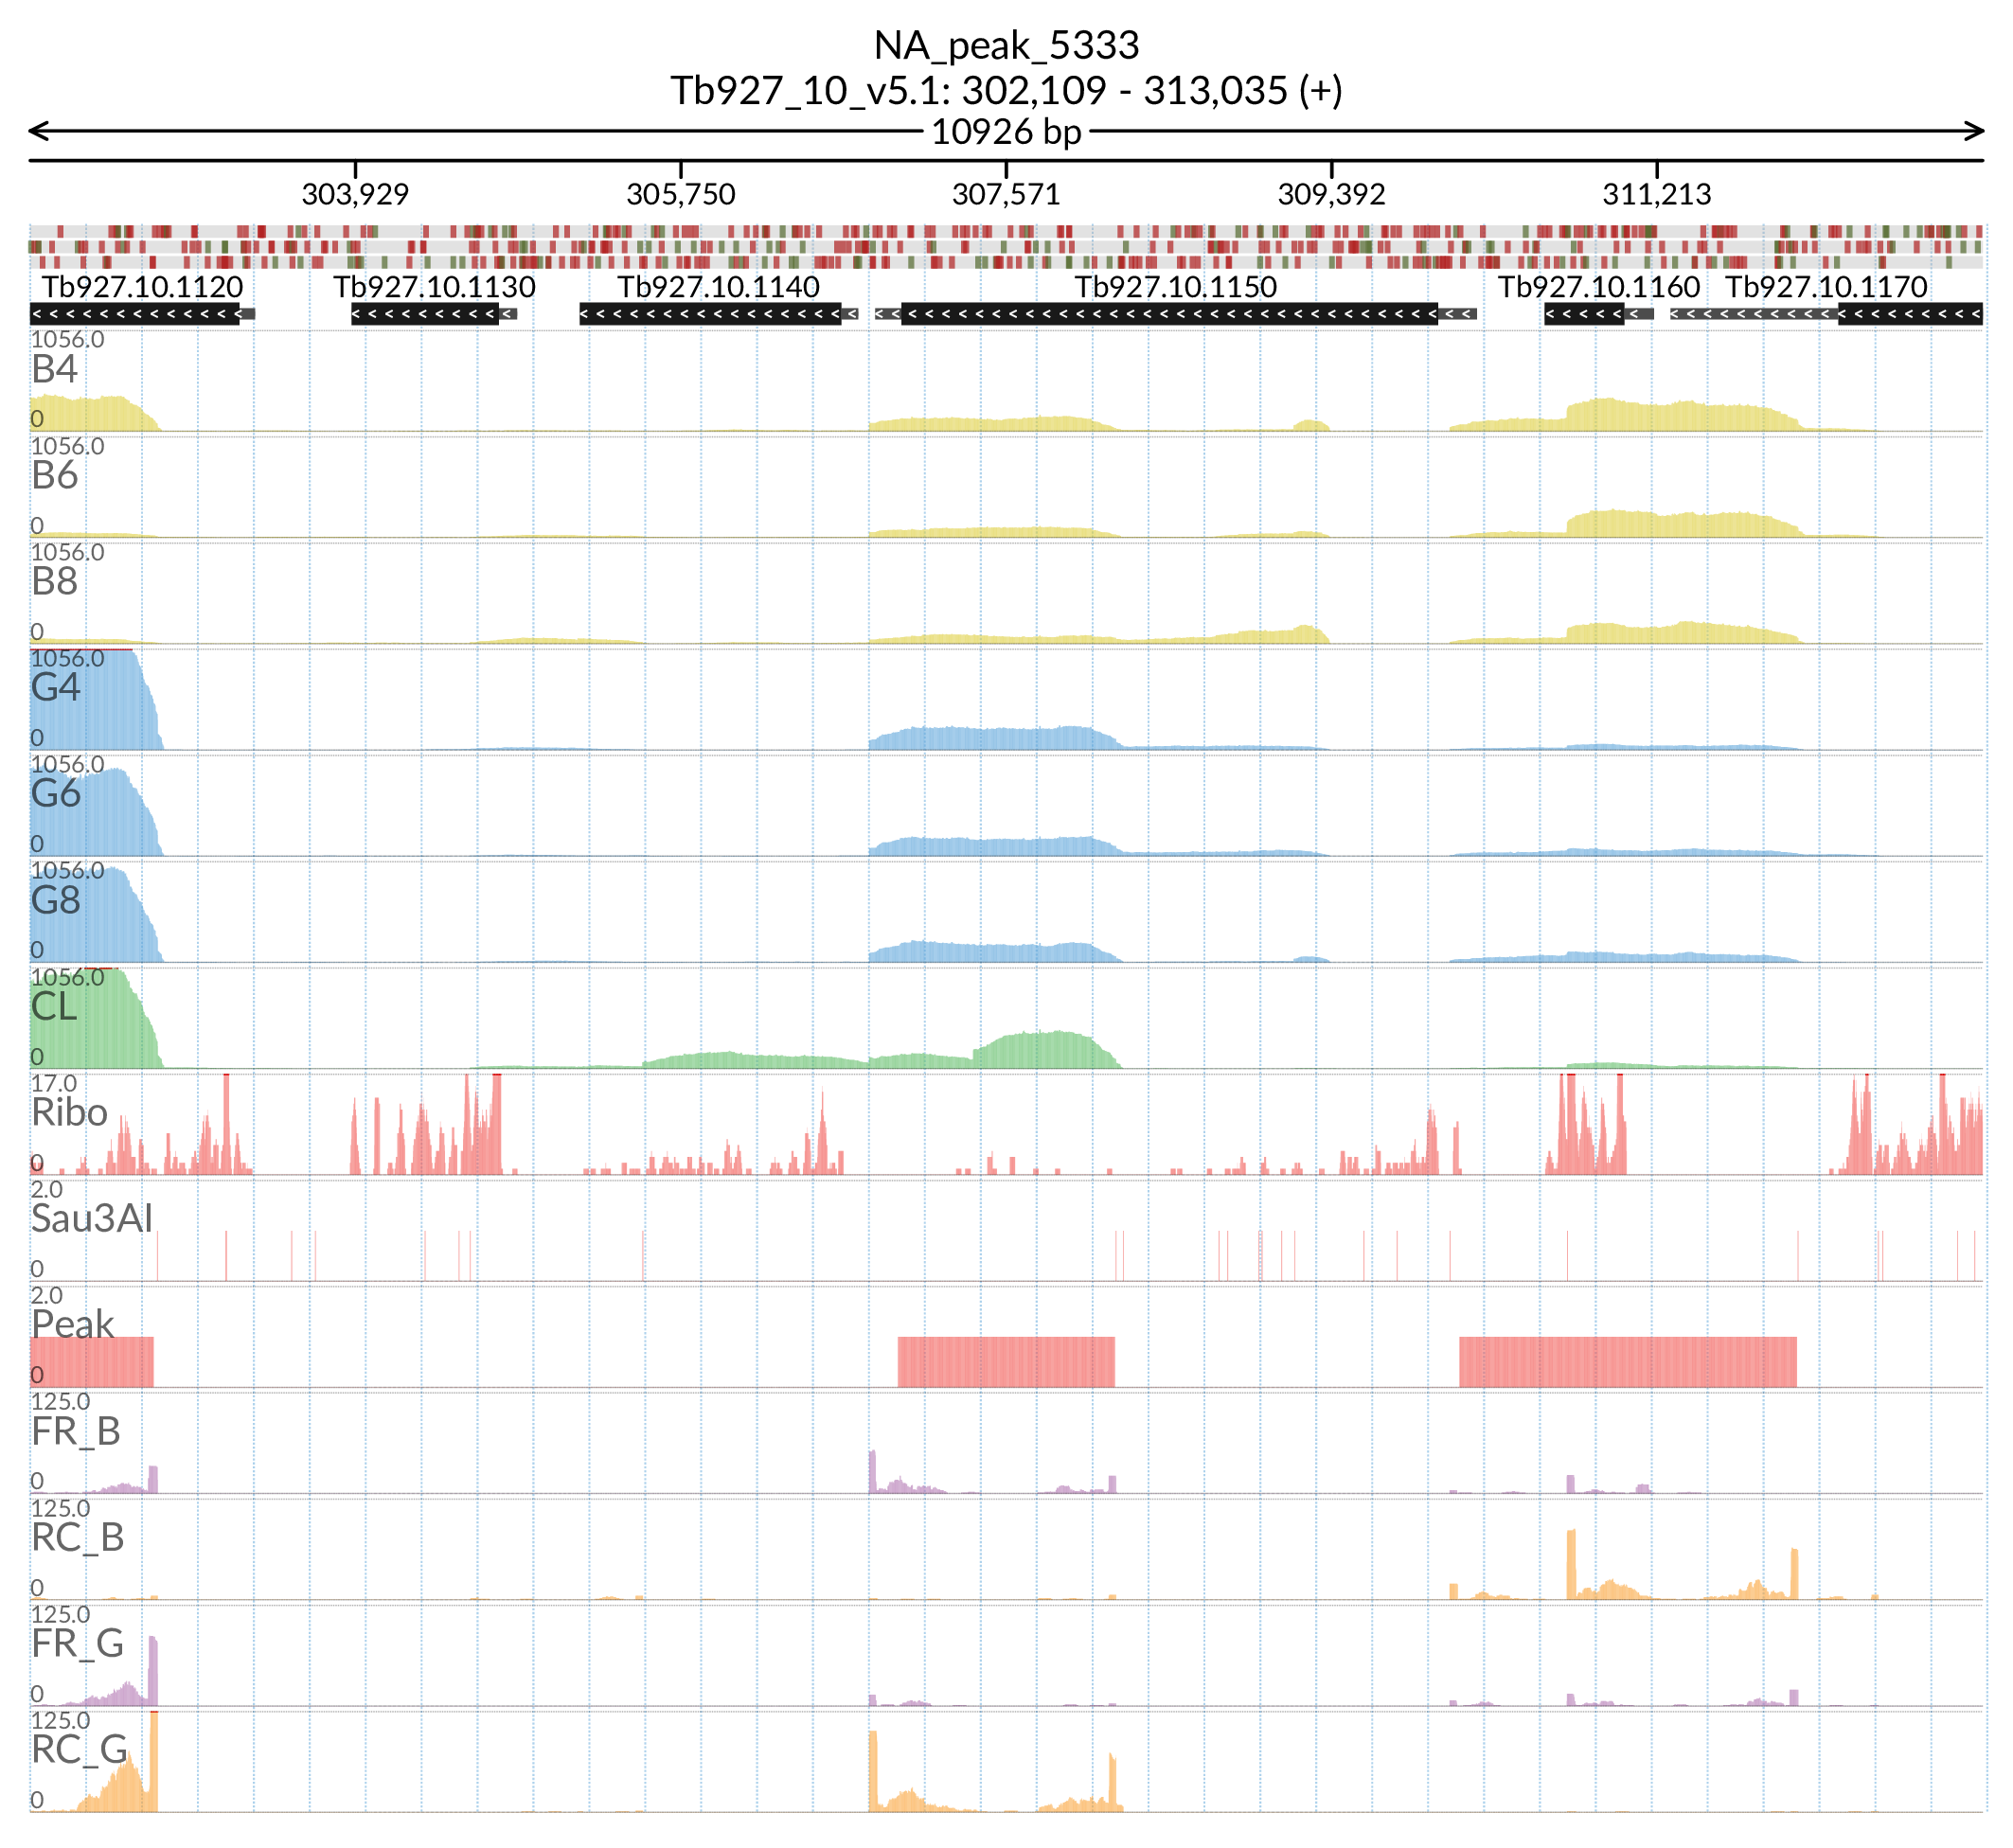 NA_peak_5333
Tb927_10_v5.1: 302,109 - 313,035 (+)
10926 bp
303,929 305,750 307,571 309,392 311,213
Tb927.10.1120 Tb927.10.1130 Tb927.10.1140 Tb927.10.1150 Tb927.10.1160 Tb927.10.1170
1056.0
B4
0
1056.0
B6
0
1056.0
B8
0
1056.0
G4
0
1056.0
G6
0
1056.0
G8
0
1056.0
CL
0
17.0
Ribo
0
2.0
Sau3AI
0
2.0
Peak
0
125.0
FR_B
0
125.0
RC_B
0
125.0
FR_G
0
125.0
RC_G
0